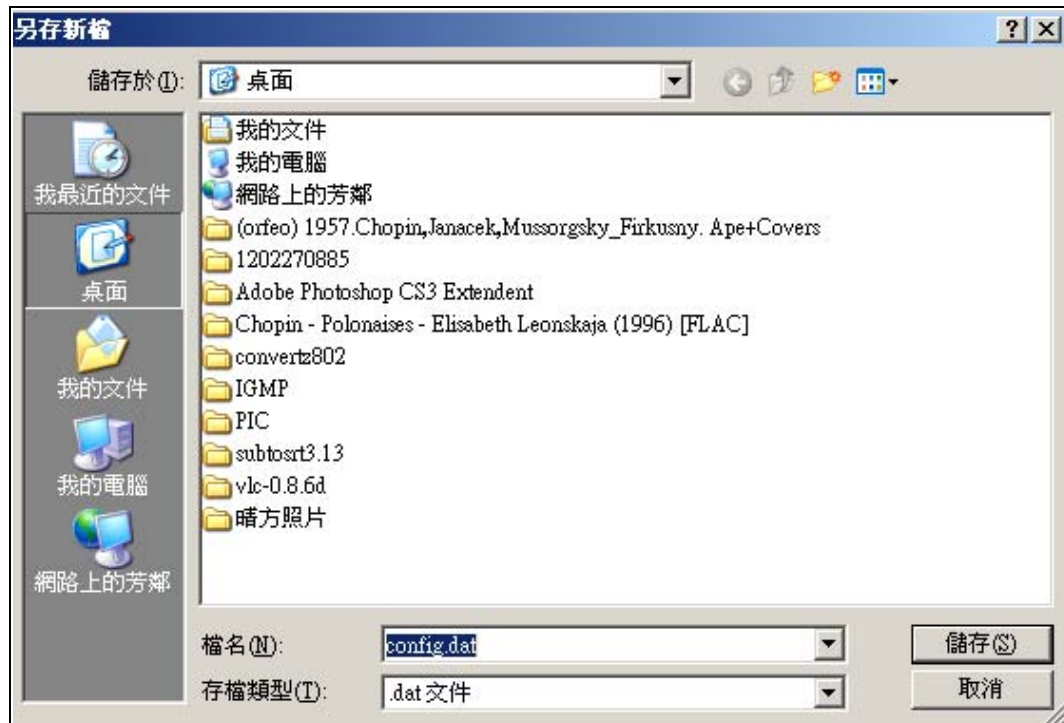 另存新檔
儲存於(I): 桌面
我最近的文件
桌面
我的文件
我的電腦
網路上的芳鄰
我的文件
我的電腦
網路上的芳鄰
(orfeo) 1957.Chopin,Janacek,Mussorgsky_Firkusny. Ape+Covers
1202270885
Adobe Photoshop CS3 Extendent
Chopin - Polonaises - Elisabeth Leonskaja (1996) [FLAC]
convertz802
IGMP
PIC
subtosrt3.13
vlc-0.8.6d
晴方照片
檔名(N): config.dat 儲存(S)
存檔類型(T): .dat 文件 取消